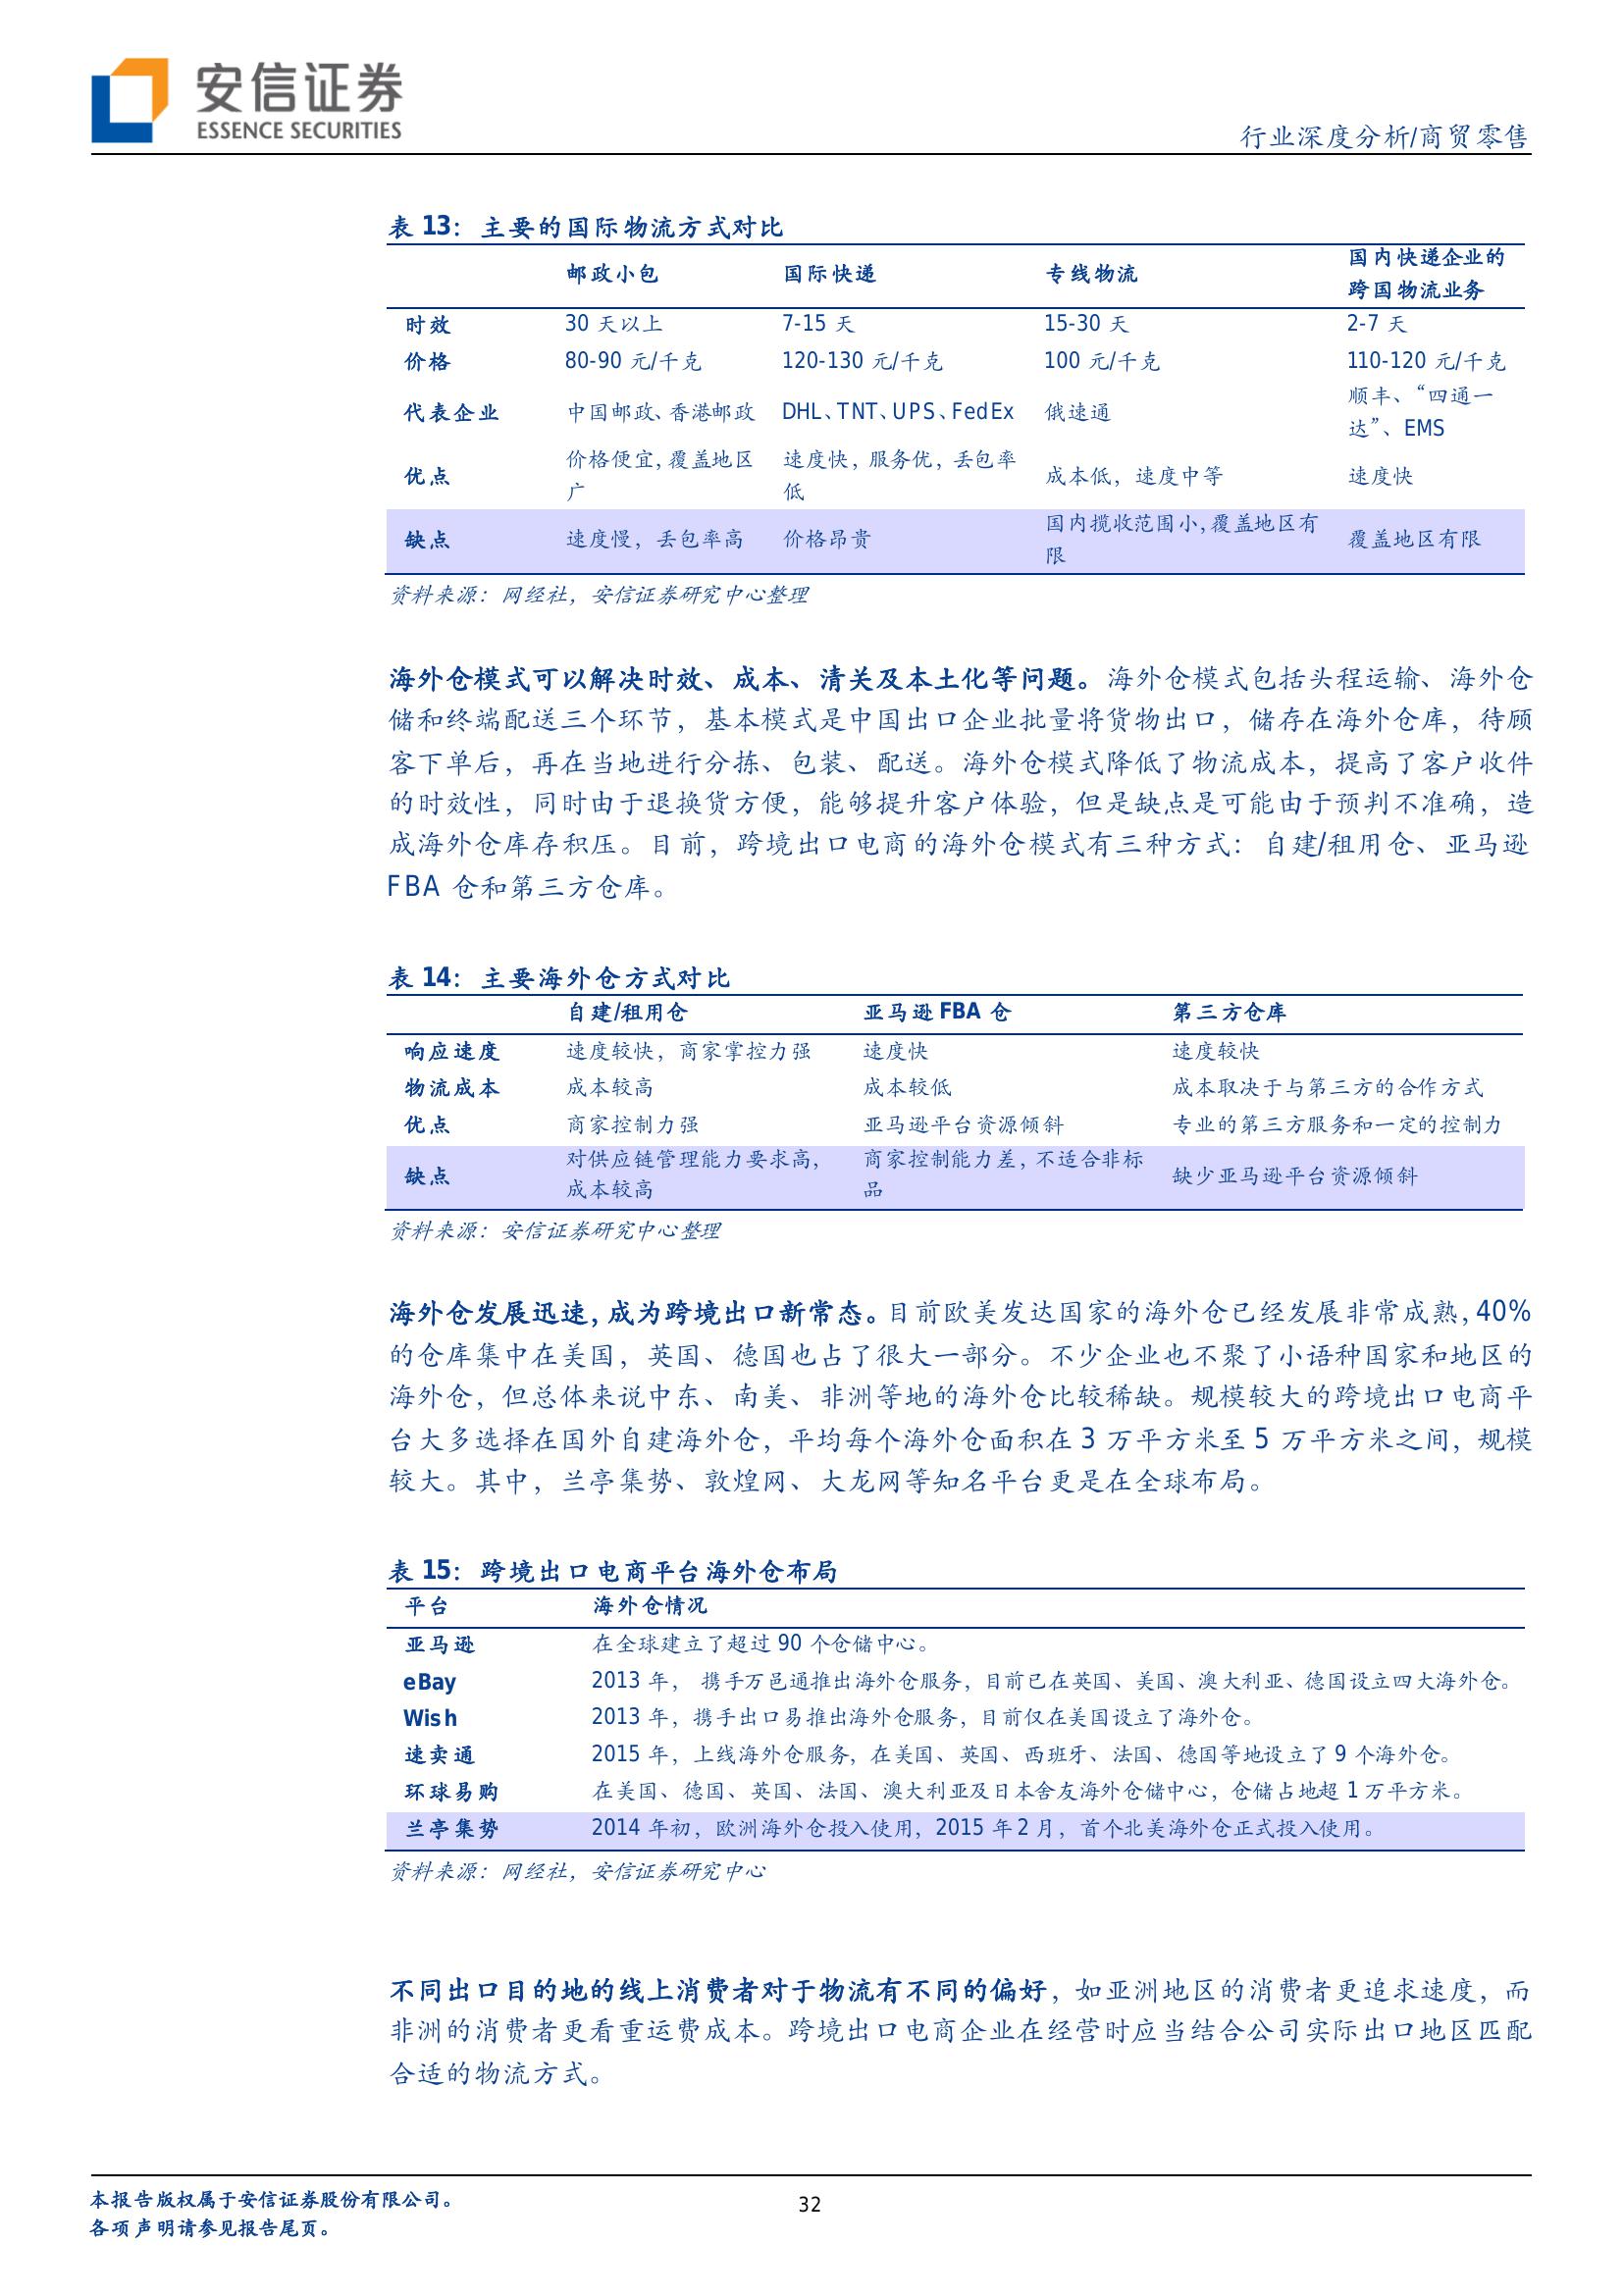 安信证券
ESSENCE SECURITIES
行业深度分析/商贸零售
表 13：主要的国际物流方式对比
邮政小包 国际快递 专线物流 国内快递企业的
跨国物流业务
时效 30 天以上 7-15 天 15-30 天 2-7 天
价格 80-90 元/千克 120-130 元/千克 100 元/千克 110-120 元/千克
代表企业 中国邮政、香港邮政 DHL、TNT、UPS、FedEx 俄速通 顺丰、“四通一
达”、EMS
优点 价格便宜，覆盖地区 速度快，服务优，丢包率 成本低，速度中等 速度快
广 低
缺点 速度慢，丢包率高 价格昂贵 国内揽收范围小，覆盖地区有 覆盖地区有限
限
资料来源：网经社，安信证券研究中心整理
海外仓模式可以解决时效、成本、清关及本土化等问题。海外仓模式包括头程运输、海外仓
储和终端配送三个环节，基本模式是中国出口企业批量将货物出口，储存在海外仓库，待顾
客下单后，再在当地进行分拣、包装、配送。海外仓模式降低了物流成本，提高了客户收件
的时效性，同时由于退换货方便，能够提升客户体验，但是缺点是可能由于预判不准确，造
成海外仓库存积压。目前，跨境出口电商的海外仓模式有三种方式：自建/租用仓、亚马逊
FBA 仓和第三方仓库。
表 14：主要海外仓方式对比
自建/租用仓 亚马逊 FBA 仓 第三方仓库
响应速度 速度较快，商家掌控力强 速度快 速度较快
物流成本 成本较高 成本较低 成本取决于与第三方的合作方式
优点 商家控制力强 亚马逊平台资源倾斜 专业的第三方服务和一定的控制力
缺点 对供应链管理能力要求高， 商家控制能力差，不适合非标 缺少亚马逊平台资源倾斜
成本较高 品
资料来源：安信证券研究中心整理
海外仓发展迅速，成为跨境出口新常态。目前欧美发达国家的海外仓已经发展非常成熟，40%
的仓库集中在美国，英国、德国也占了很大一部分。不少企业也不聚了小语种国家和地区的
海外仓，但总体来说中东、南美、非洲等地的海外仓比较稀缺。规模较大的跨境出口电商平
台大多选择在国外自建海外仓，平均每个海外仓面积在 3 万平方米至 5 万平方米之间，规模
较大。其中，兰亭集势、敦煌网、大龙网等知名平台更是在全球布局。
表 15：跨境出口电商平台海外仓布局
平台 海外仓情况
亚马逊 在全球建立了超过 90 个仓储中心。
eBay 2013 年， 携手万邑通推出海外仓服务，目前已在英国、美国、澳大利亚、德国设立四大海外仓。
Wish 2013 年，携手出口易推出海外仓服务，目前仅在美国设立了海外仓。
速卖通 2015 年，上线海外仓服务，在美国、英国、西班牙、法国、德国等地设立了 9 个海外仓。
环球易购 在美国、德国、英国、法国、澳大利亚及日本舍友海外仓储中心，仓储占地超 1 万平方米。
兰亭集势 2014 年初，欧洲海外仓投入使用，2015 年 2 月，首个北美海外仓正式投入使用。
资料来源：网经社，安信证券研究中心
不同出口目的地的线上消费者对于物流有不同的偏好，如亚洲地区的消费者更追求速度，而
非洲的消费者更看重运费成本。跨境出口电商企业在经营时应当结合公司实际出口地区匹配
合适的物流方式。
本报告版权属于安信证券股份有限公司。
各项声明请参见报告尾页。
32